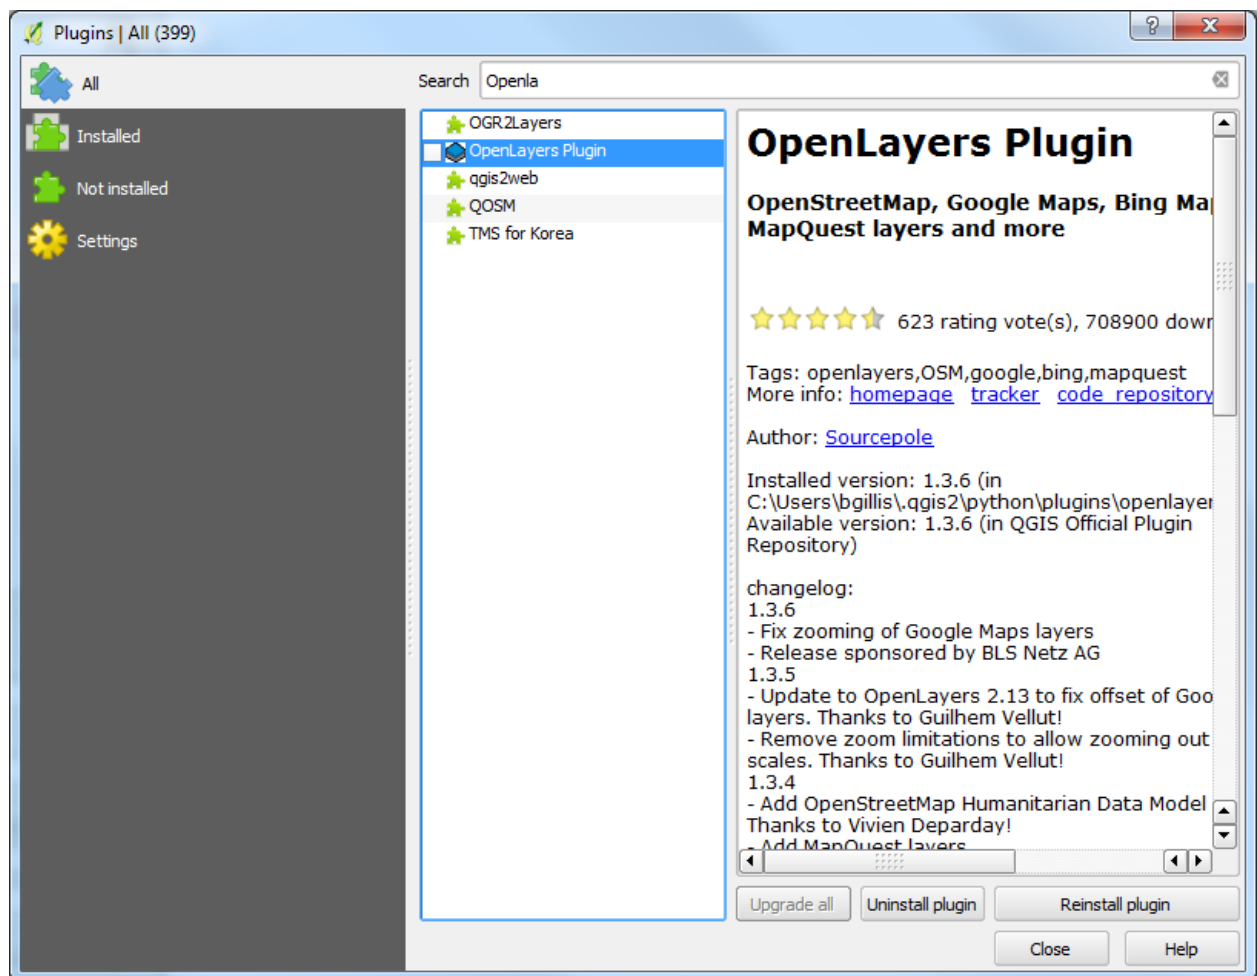 Plugins | All (399)
All
Installed
Not installed
Settings
Search Openla
OGR2Layers
OpenLayers Plugin
qgis2web
QOSM
TMS for Korea
OpenLayers Plugin
OpenStreetMap, Google Maps, Bing Ma
MapQuest layers and more
623 rating vote(s), 708900 dow
Tags: openlayers,OSM,google,bing,mapquest
More info: homepage tracker code repository
Author: Sourcepole
Installed version: 1.3.6 (in
C:\Users\bgillis\.qgis2\python\plugins\openlayer
Available version: 1.3.6 (in QGIS Official Plugin
Repository)
changelog:
1.3.6
- Fix zooming of Google Maps layers
- Release sponsored by BLS Netz AG
1.3.5
- Update to OpenLayers 2.13 to fix offset of Goo
layers. Thanks to Guilhem Vellut!
- Remove zoom limitations to allow zooming out
scales. Thanks to Guilhem Vellut!
1.3.4
- Add OpenStreetMap Humanitarian Data Model
Thanks to Vivien Deparday!
- Add MapQuest layers
Upgrade all
Uninstall plugin
Reinstall plugin
Close
Help